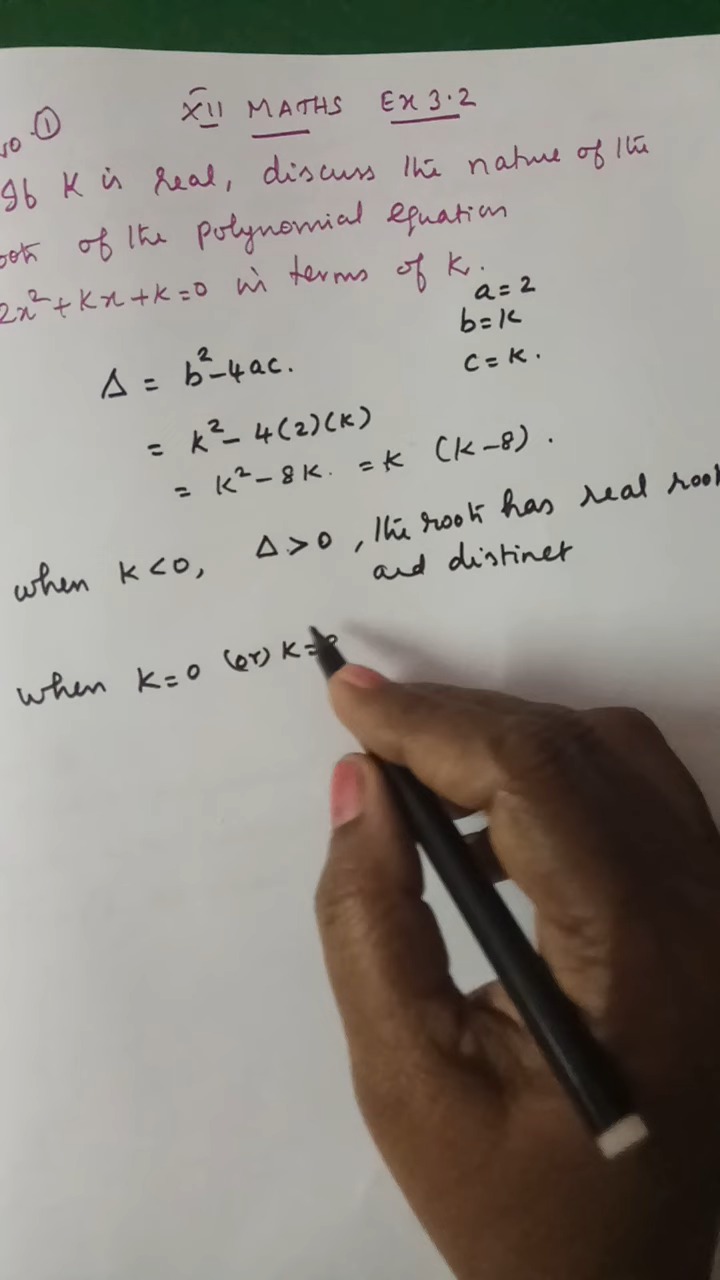 XII MATHS Ex 3.2
①
If K is real, discuss the nature of the
of the polynomial equation
2x²+Kx+K=0 in terms of K.
a=2
b=K
c=K.
Δ = b²-4ac.
= K²-4(2)(K)
= K²-8K. =K (K-8).
when K<0, Δ>0, the roots has real
and distinct
when K=0 (or) K=